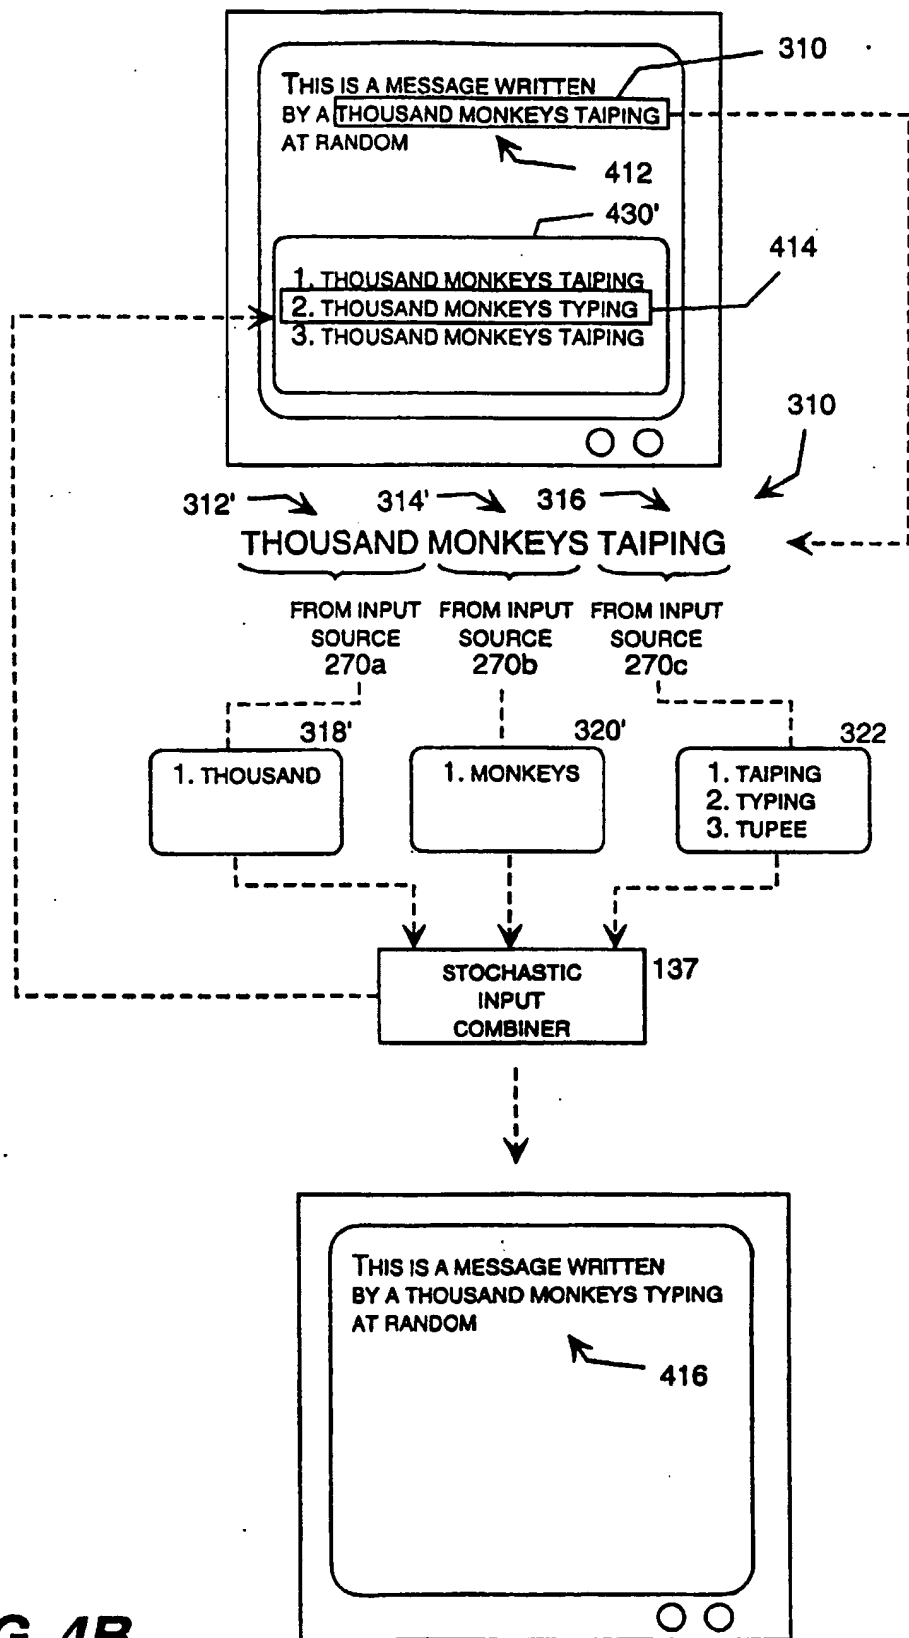 310
THIS IS A MESSAGE WRITTEN
BY A THOUSAND MONKEYS TAIPING
AT RANDOM
412
430'
414
1. THOUSAND MONKEYS TAIPING
2. THOUSAND MONKEYS TYPING
3. THOUSAND MONKEYS TAIPING
310
312' 314' 316
THOUSAND MONKEYS TAIPING
FROM INPUT FROM INPUT FROM INPUT
SOURCE SOURCE SOURCE
270a 270b 270c
318' 320' 322
1. THOUSAND 1. MONKEYS 1. TAIPING
2. TYPING
3. TUPEE
STOCHASTIC 137
INPUT
COMBINER
THIS IS A MESSAGE WRITTEN
BY A THOUSAND MONKEYS TYPING
AT RANDOM
416
G. 4B